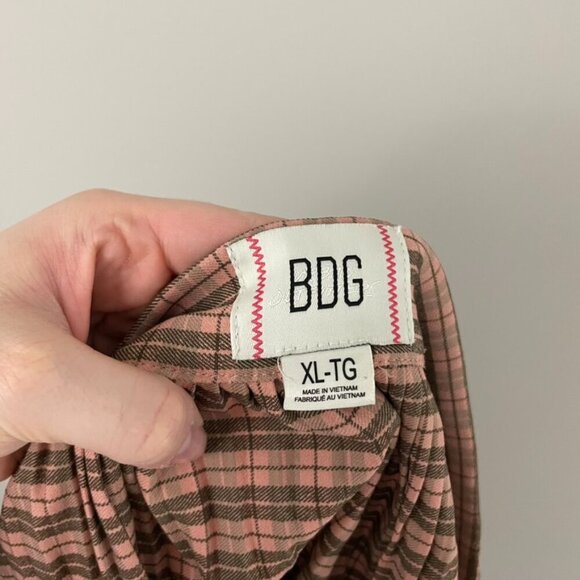 BDG
XL-TG
MADE IN VIETNAM
FABRIQUÉ AU VIETNAM